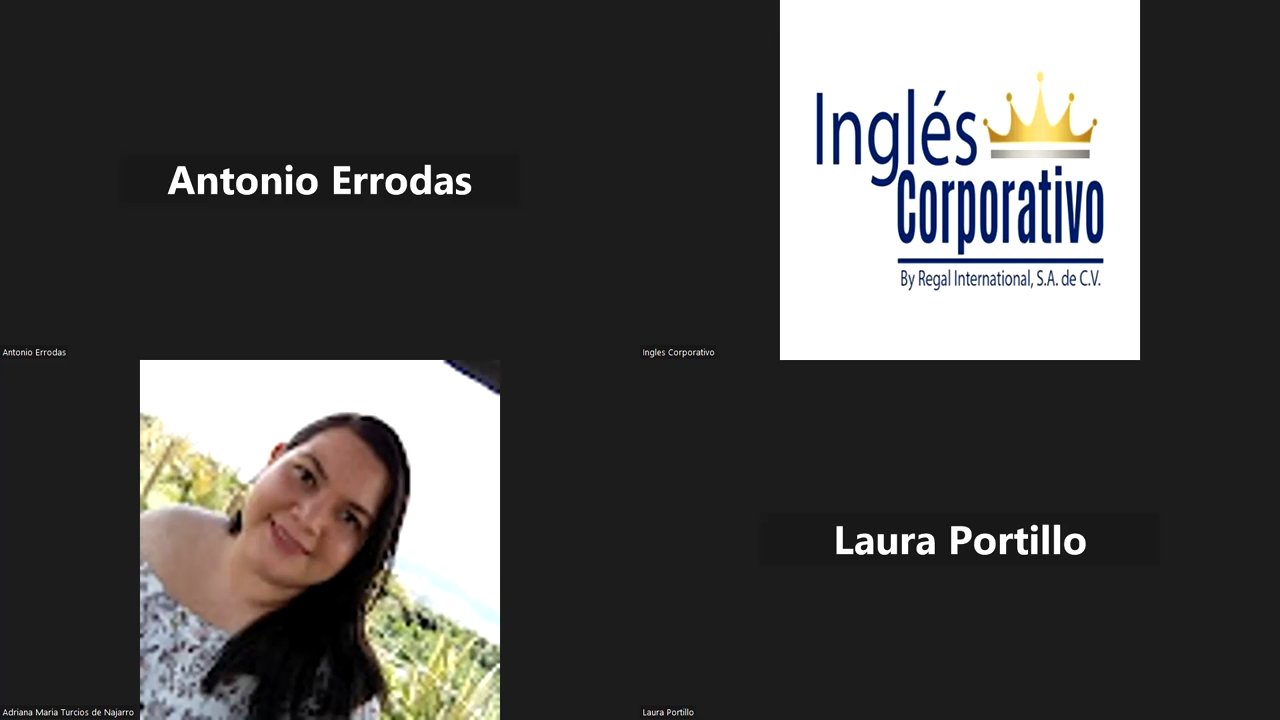 Antonio Errodas
Antonio Errodas
Inglés
Corporativo
By Regal International, S.A. de C.V.
Ingles Corporativo
Adriana Maria Turcios de Najarro
Laura Portillo
Laura Portillo